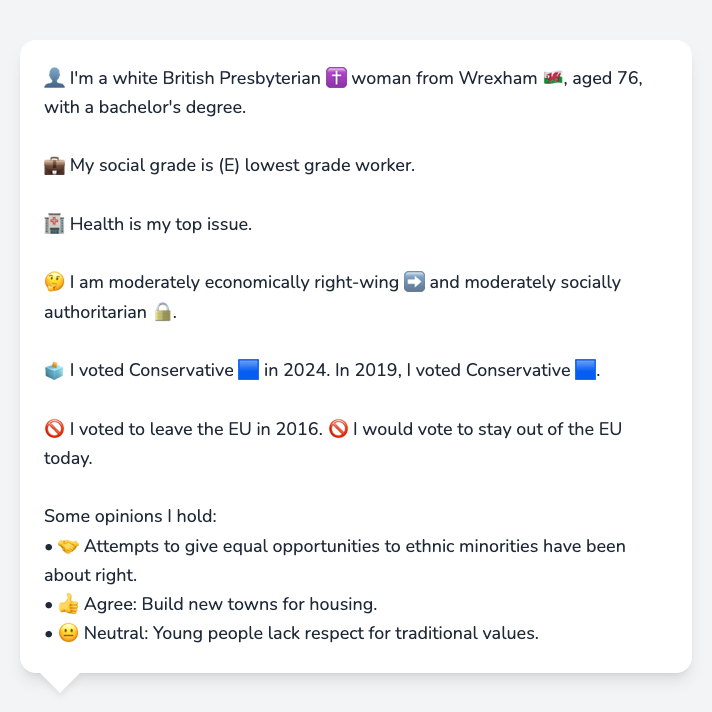 👤 I'm a white British Presbyterian ✝️ woman from Wrexham 🏴󠁧󠁢󠁷󠁬󠁳󠁿, aged 76,
with a bachelor's degree.
💼 My social grade is (E) lowest grade worker.
🏥 Health is my top issue.
🤔 I am moderately economically right-wing ➡️ and moderately socially
authoritarian 🔒.
🗳️ I voted Conservative 🟦 in 2024. In 2019, I voted Conservative 🟦.
🚫 I voted to leave the EU in 2016. 🚫 I would vote to stay out of the EU
today.
Some opinions I hold:
• 🤝 Attempts to give equal opportunities to ethnic minorities have been
about right.
• 👍 Agree: Build new towns for housing.
• 😐 Neutral: Young people lack respect for traditional values.